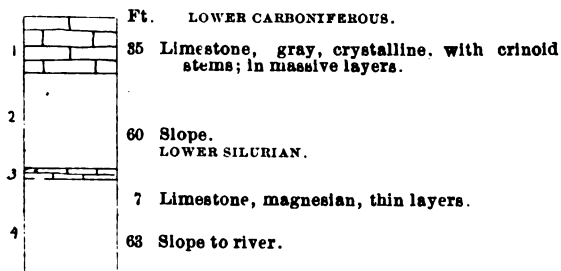 Ft. LOWER CARBONIFEROUS.
1 35 Limestone, gray, crystalline. with crinoid
stems; in massive layers.
2
60 Slope.
LOWER SILURIAN.
3
7 Limestone, magnesian, thin layers.
4 63 Slope to river.